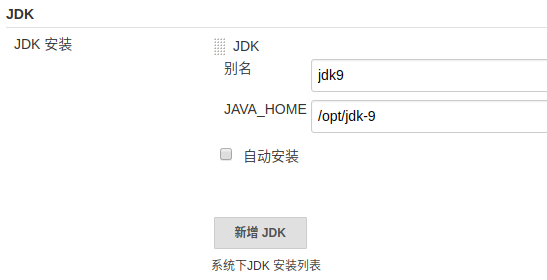 JDK
JDK 安装
JDK
别名
jdk9
JAVA_HOME
/opt/jdk-9
自动安装
新增 JDK
系统下JDK 安装列表